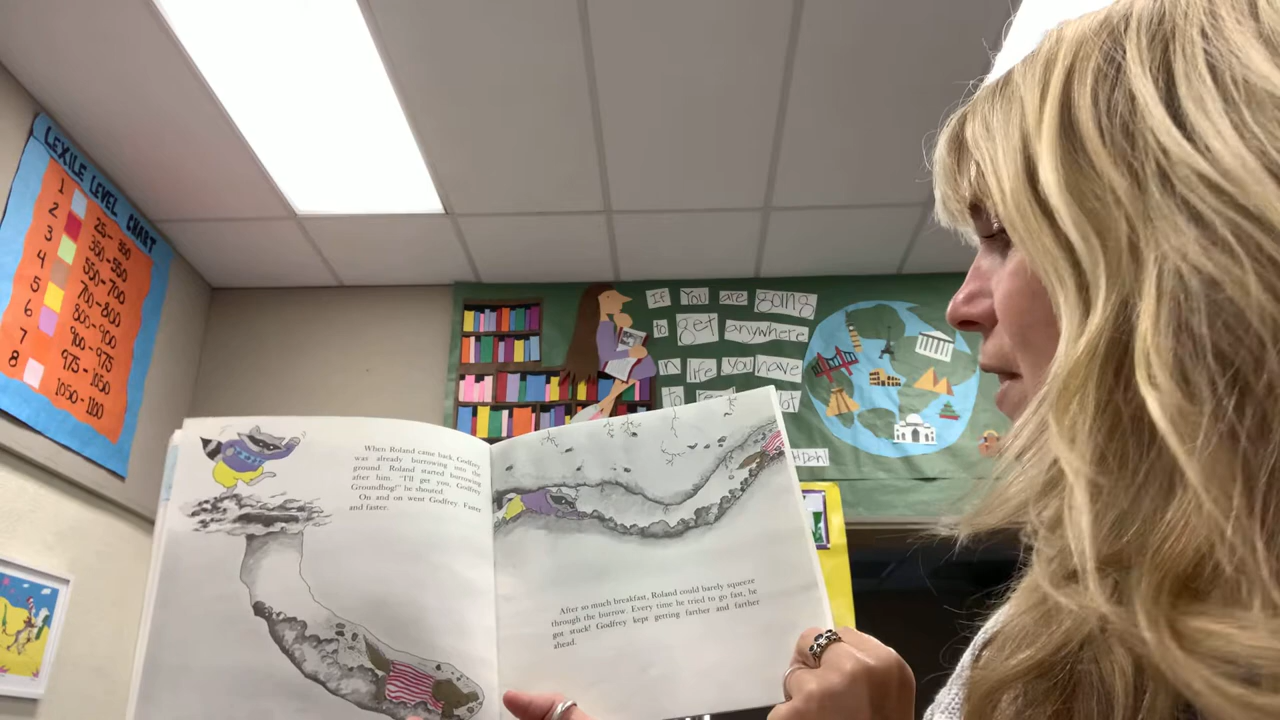 LEXILE LEVEL CHART
1 25-350
2 350-550
3 550-700
4 700-800
5 800-900
6 900-975
7 975-1050
8 1050-1100
If you are going
to get anywhere
in life you have
to lot
When Roland came back, Godfrey
was already burrowing into the
ground. Roland started burrowing
after him. "I'll get you, Godfrey
Groundhog!" he shouted.
On and on went Godfrey. Faster
and faster.
After so much breakfast, Roland could barely squeeze
through the burrow. Every time he tried to go fast, he
got stuck! Godfrey kept getting farther and farther
ahead.